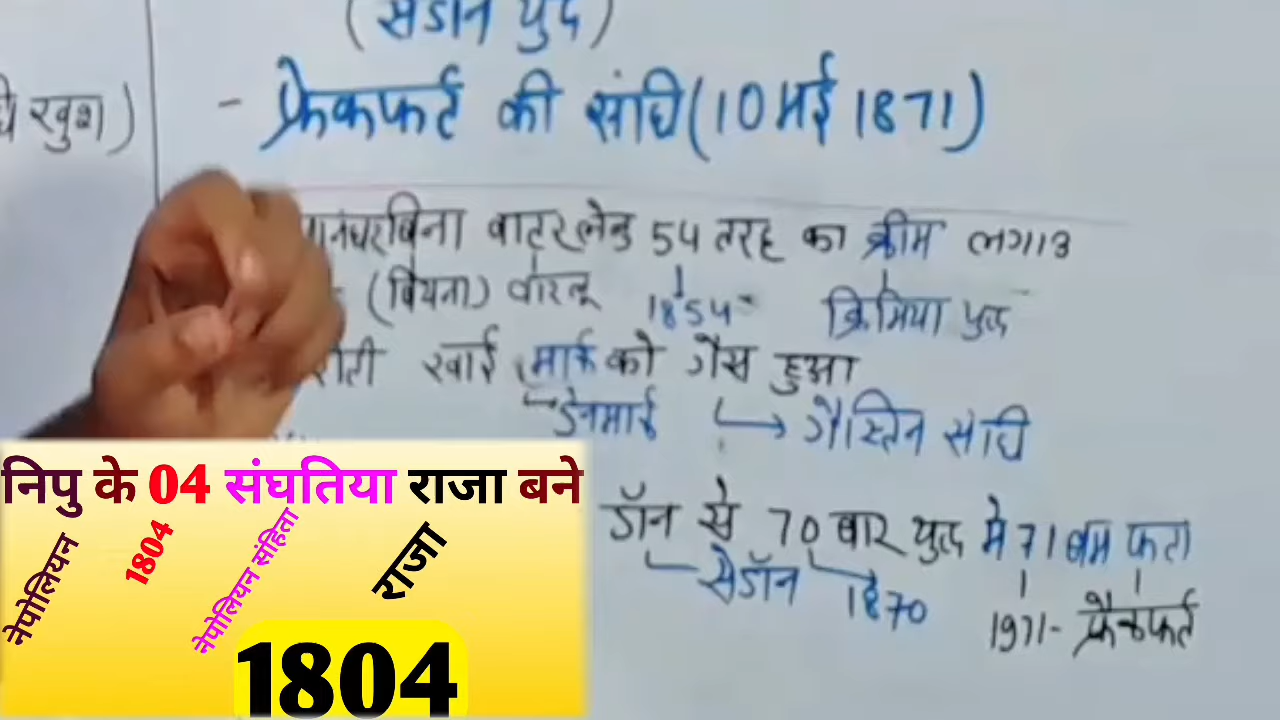 (सेडॉन युद्ध)
- फ्रेकफर्ट की संधि (10 मई 1871)
खुश)
बिना वाटरलेन्ड 54 तरह का क्रीम लगाउ
(वियना) वाटरलू 1854 क्रिमिया युद्ध
रोटी खाई मार्क को गैस हुआ
डेनमार्क गैस्टिन संधि
डॉन से 70 बार युद्ध मे 71 बम फटा
सेडॉन 1870
1971- फ्रैंकफर्ट
निपु के 04 संघतिया राजा बने
नेपोलियन 1804 नेपोलियन संहिता राजा
1804